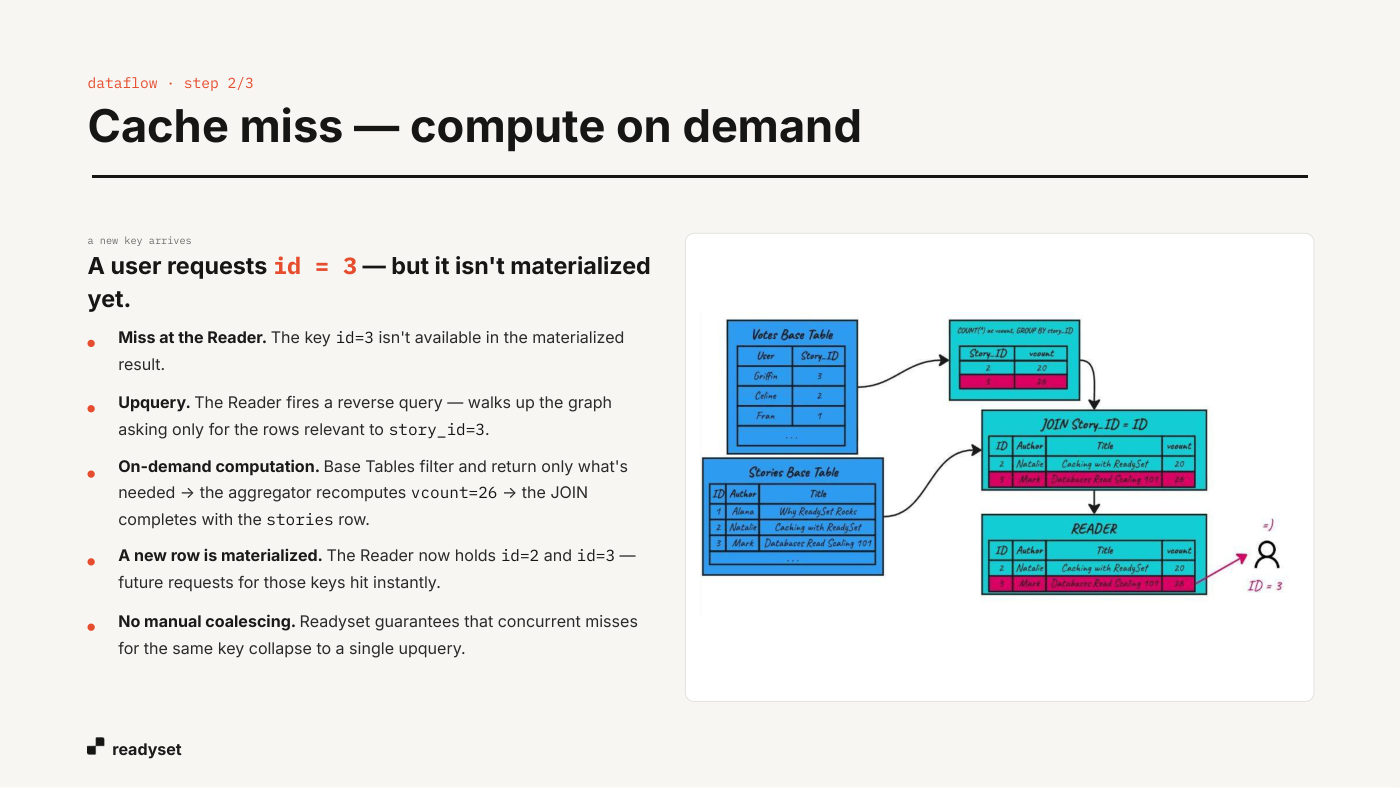 dataflow · step 2/3
Cache miss — compute on demand
a new key arrives
A user requests id = 3 — but it isn't materialized
yet.
Miss at the Reader. The key id=3 isn't available in the materialized
result.
Upquery. The Reader fires a reverse query — walks up the graph
asking only for the rows relevant to story_id=3.
On-demand computation. Base Tables filter and return only what's
needed → the aggregator recomputes vcount=26 → the JOIN
completes with the stories row.
A new row is materialized. The Reader now holds id=2 and id=3 —
future requests for those keys hit instantly.
No manual coalescing. Readyset guarantees that concurrent misses
for the same key collapse to a single upquery.
Votes Base Table
User Story_ID
Griffin 3
Celine 2
Fran 1
...
Stories Base Table
ID Author Title
1 Alana Why ReadySet Rocks
2 Natalie Caching with ReadySet
3 Mark Databases Read Scaling 101
...
COUNT(*) as vcount, GROUP BY story_ID
Story_ID vcount
2 20
3 26
JOIN Story_ID = ID
ID Author Title vcount
2 Natalie Caching with ReadySet 20
3 Mark Databases Read Scaling 101 26
READER
ID Author Title vcount
2 Natalie Caching with ReadySet 20
3 Mark Databases Read Scaling 101 26
=)
ID = 3
readyset